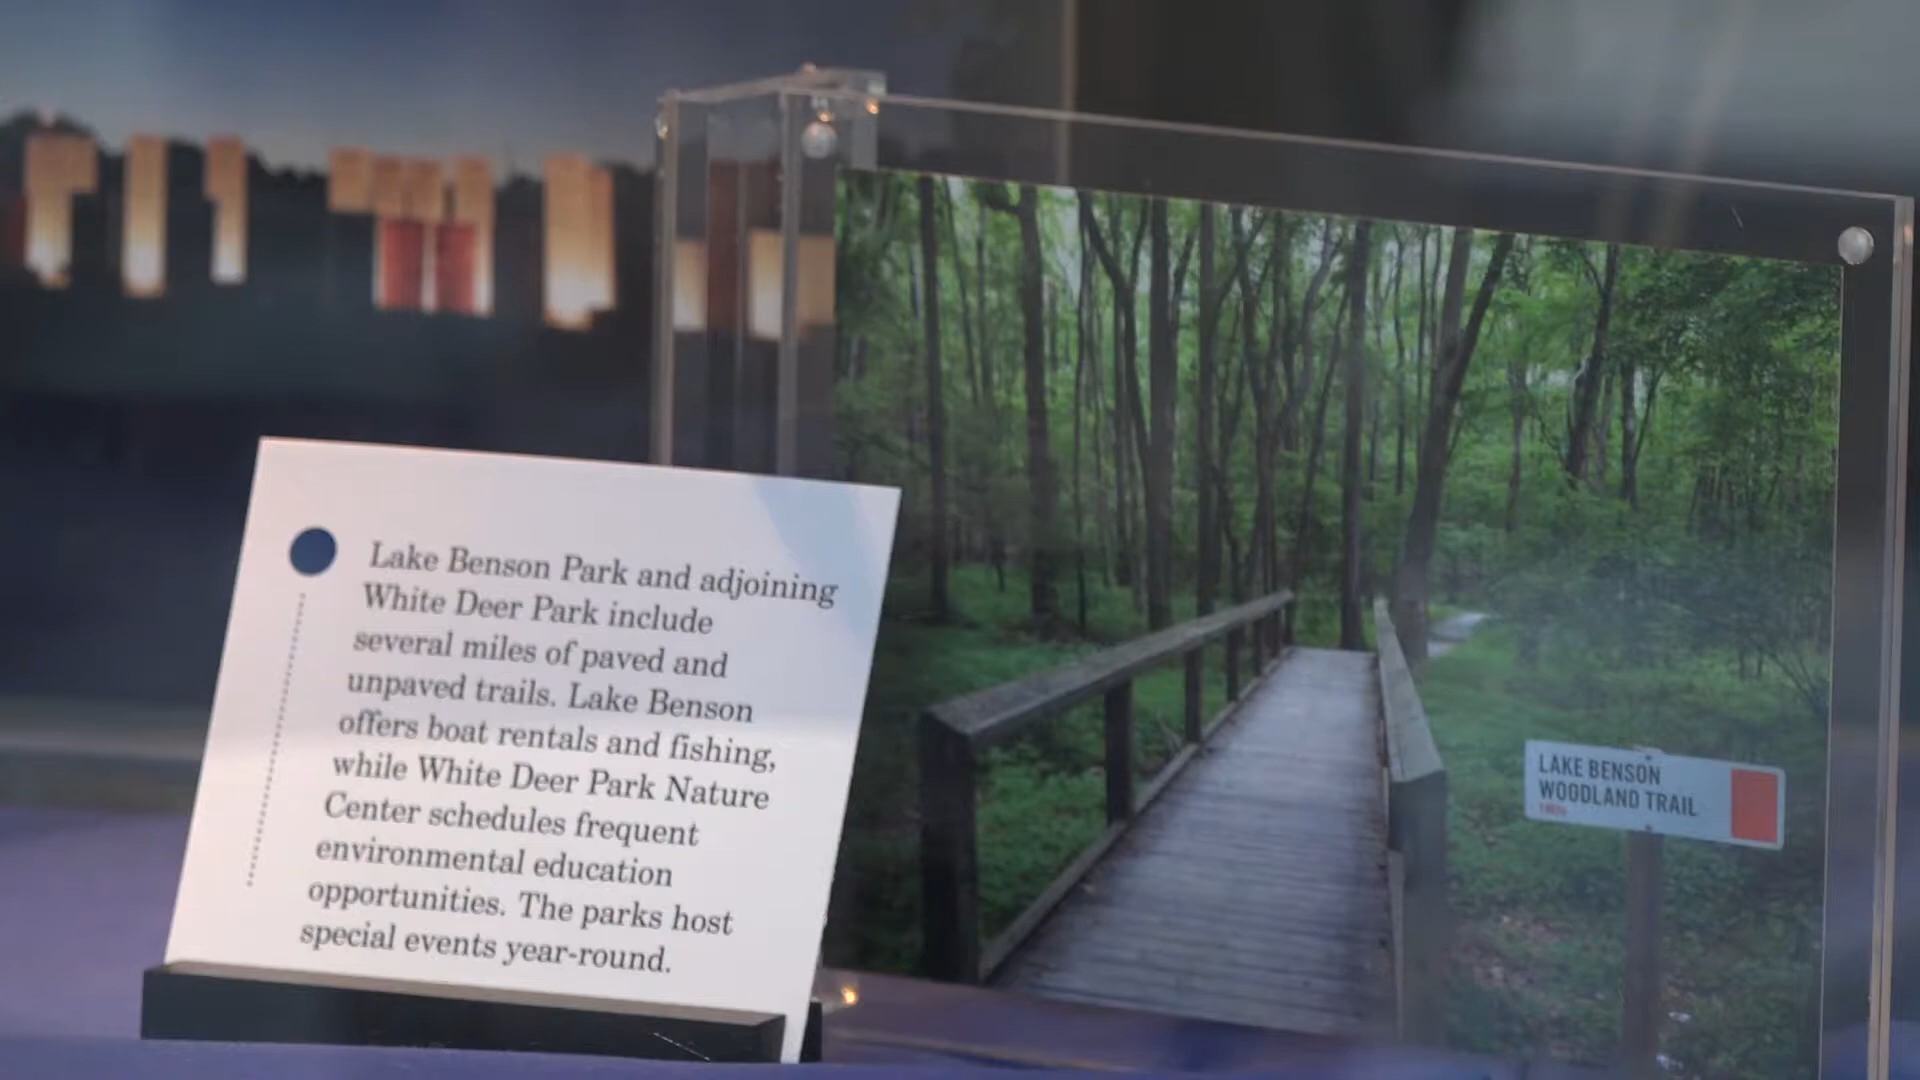 Lake Benson Park and adjoining
White Deer Park include
several miles of paved and
unpaved trails. Lake Benson
offers boat rentals and fishing,
while White Deer Park Nature
Center schedules frequent
environmental education
opportunities. The parks host
special events year-round.
LAKE BENSON
WOODLAND TRAIL